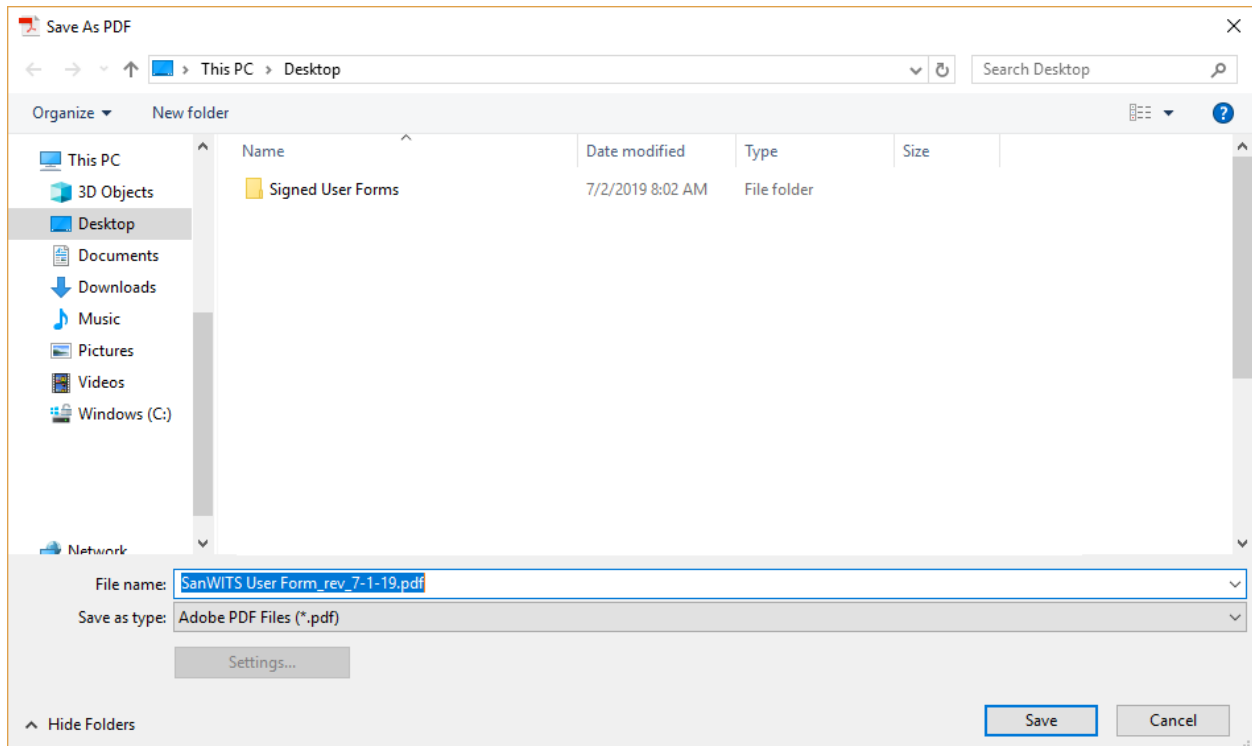 Save As PDF
This PC > Desktop
Search Desktop
Organize
New folder
?
Name
Date modified
Type
Size
Signed User Forms
7/2/2019 8:02 AM
File folder
This PC
3D Objects
Desktop
Documents
Downloads
Music
Pictures
Videos
Windows (C:)
Network
File name: SanWITS User Form_rev_7-1-19.pdf
Save as type: Adobe PDF Files (*.pdf)
Settings...
Hide Folders
Save
Cancel